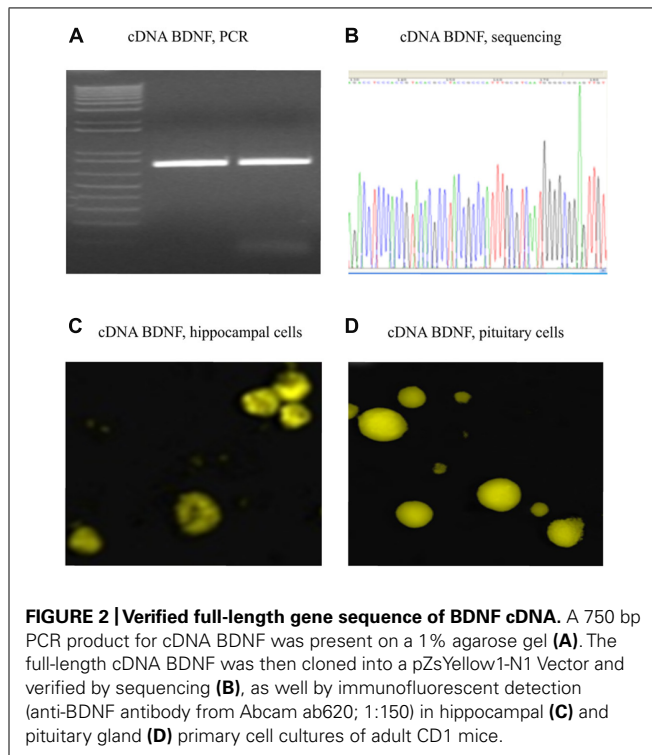 A
cDNA BDNF, PCR
B
cDNA BDNF, sequencing
C
cDNA BDNF, hippocampal cells
D
cDNA BDNF, pituitary cells
FIGURE 2 | Verified full-length gene sequence of BDNF cDNA. A 750 bp
PCR product for cDNA BDNF was present on a 1% agarose gel (A). The
full-length cDNA BDNF was then cloned into a pZsYellow1-N1 Vector and
verified by sequencing (B), as well by immunofluorescent detection
(anti-BDNF antibody from Abcam ab620; 1:150) in hippocampal (C) and
pituitary gland (D) primary cell cultures of adult CD1 mice.